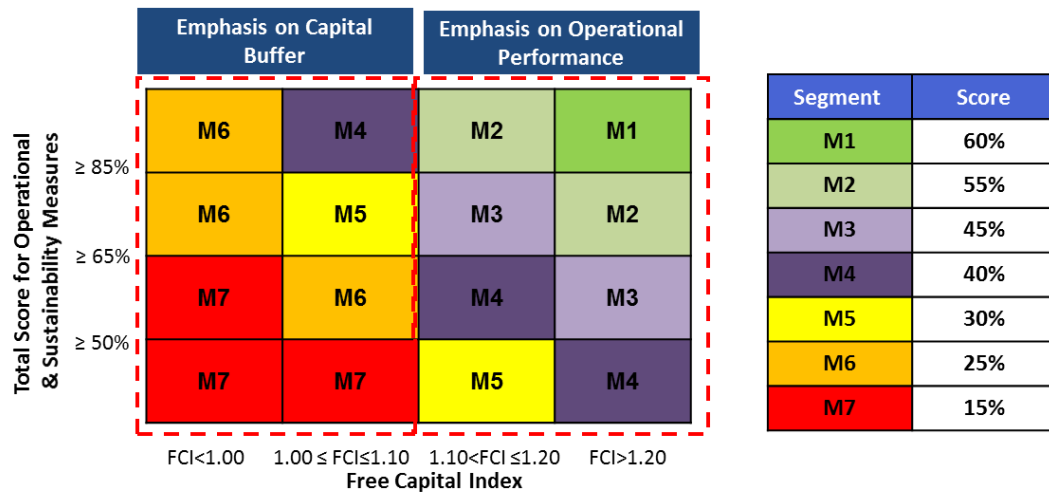 Emphasis on Capital
Buffer
Emphasis on Operational
Performance
Total Score for Operational
& Sustainability Measures
≥ 85%
≥ 65%
≥ 50%
M6 M4 M2 M1
M6 M5 M3 M2
M7 M6 M4 M3
M7 M7 M5 M4
FCI<1.00 1.00 ≤ FCI≤1.10 1.10<FCI ≤1.20 FCI>1.20
Free Capital Index
Segment Score
M1 60%
M2 55%
M3 45%
M4 40%
M5 30%
M6 25%
M7 15%